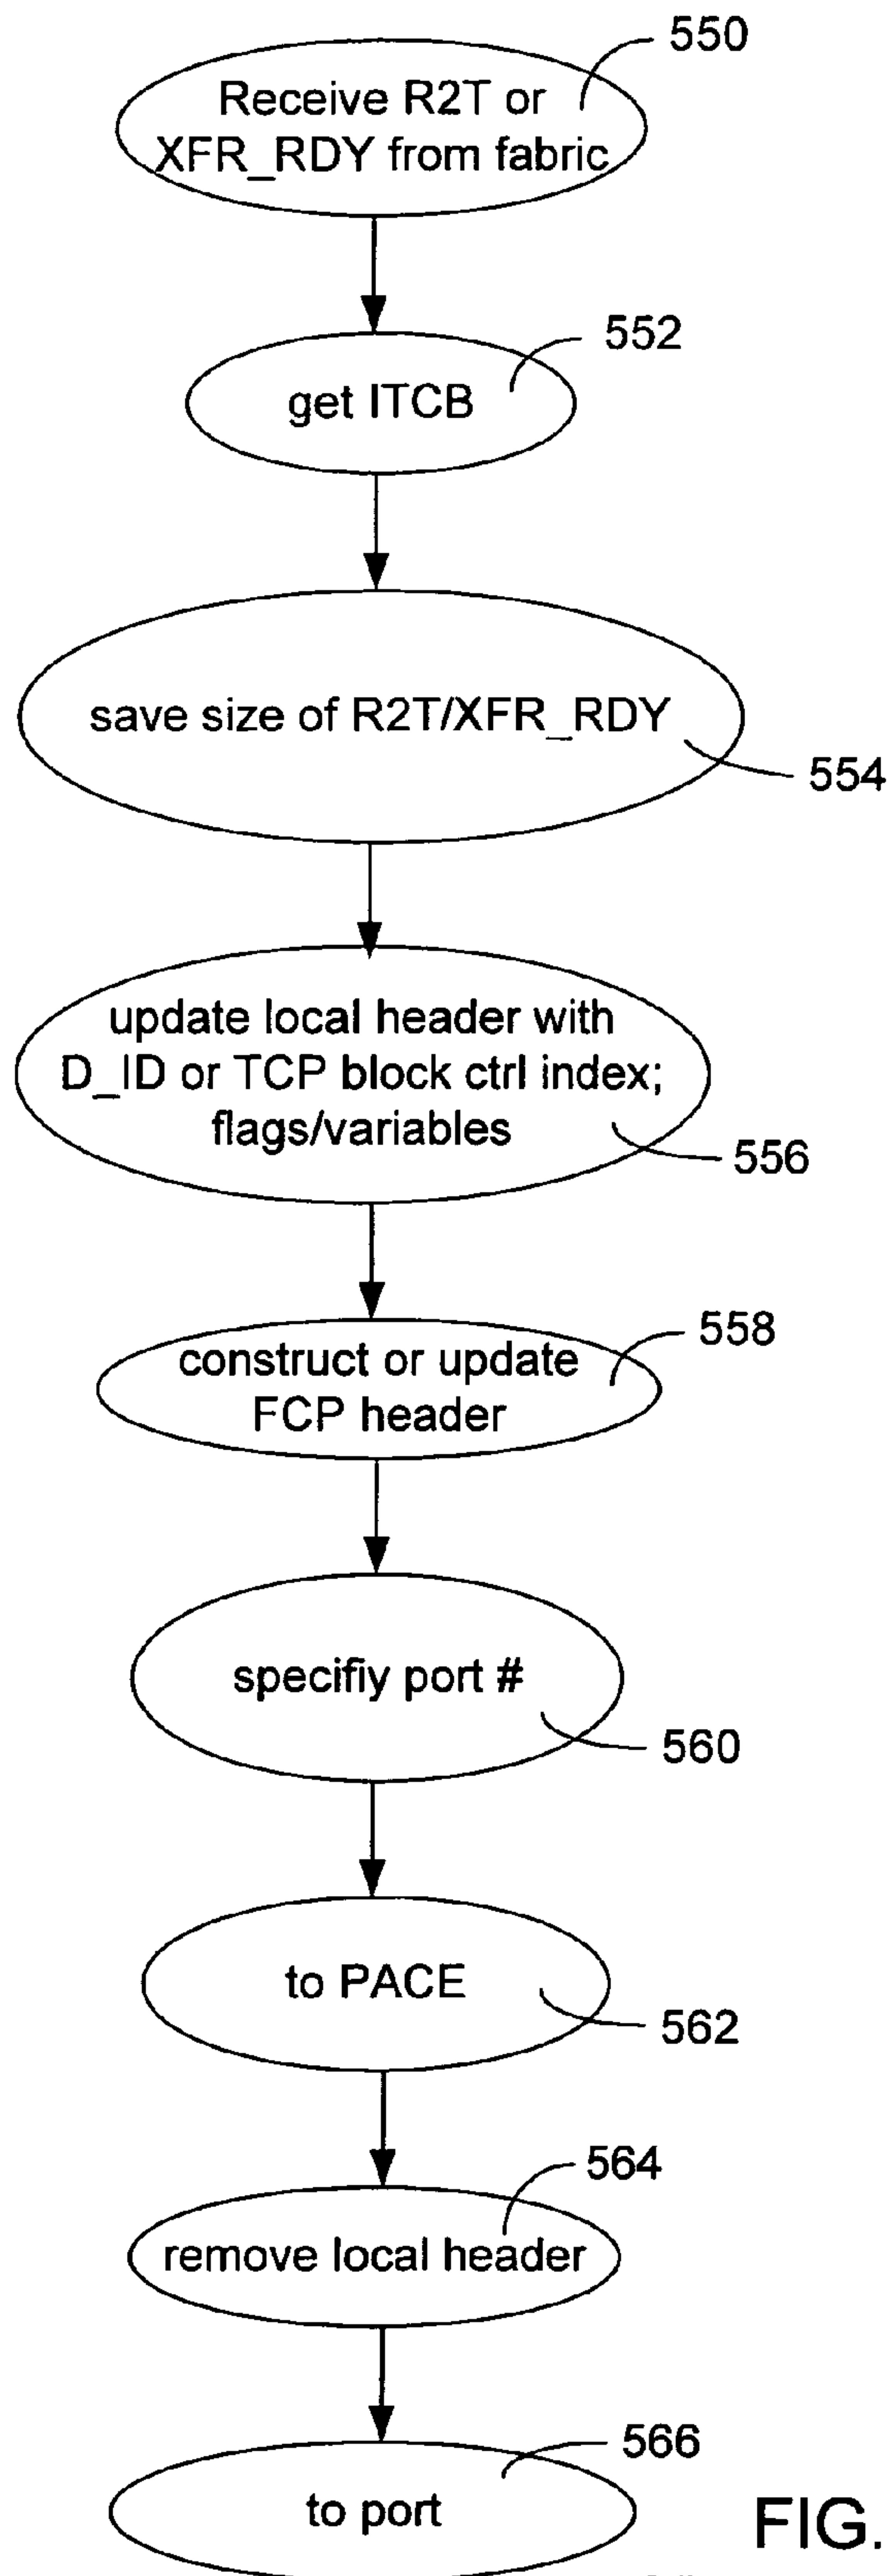 550
Receive R2T or
XFR_RDY from fabric
552
get ITCB
save size of R2T/XFR_RDY
554
update local header with
D_ID or TCP block ctrl index;
flags/variables
556
558
construct or update
FCP header
specifiy port #
560
to PACE
562
564
remove local header
566
to port
FIG.